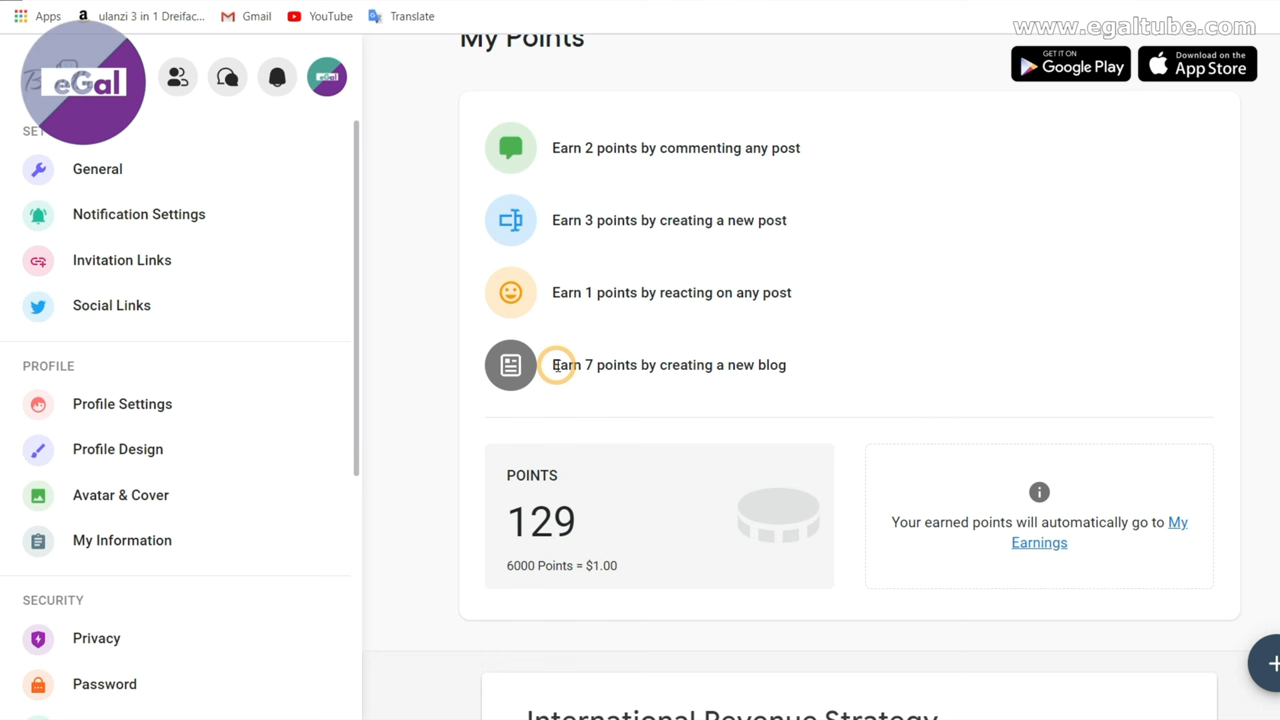 Apps
ulanzi 3 in 1 Dreifac...
Gmail
YouTube
Translate
www.egaltube.com
eGal
My Points
GET IT ON
Google Play
Download on the
App Store
SE
General
Notification Settings
Invitation Links
Social Links
PROFILE
Profile Settings
Profile Design
Avatar & Cover
My Information
SECURITY
Privacy
Password
Earn 2 points by commenting any post
Earn 3 points by creating a new post
Earn 1 points by reacting on any post
Earn 7 points by creating a new blog
POINTS
129
6000 Points = $1.00
Your earned points will automatically go to My
Earnings
International Revenue Strategy